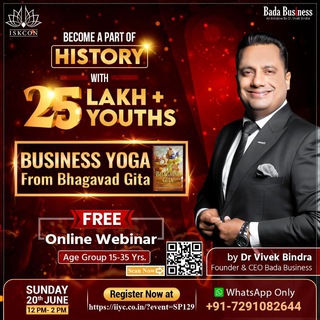 ISKCON
Bada Business
BECOME A PART OF
HISTORY
WITH
25 LAKH +
YOUTHS
BUSINESS YOGA
From Bhagavad Gita
FREE
Online Webinar
Age Group 15-35 Yrs.
Scan Now
by Dr Vivek Bindra
Founder & CEO Bada Business
SUNDAY
20th JUNE
12 PM- 2 PM
Register Now at
https://iiyc.co.in/?event=SP129
WhatsApp Only
+91-7291082644